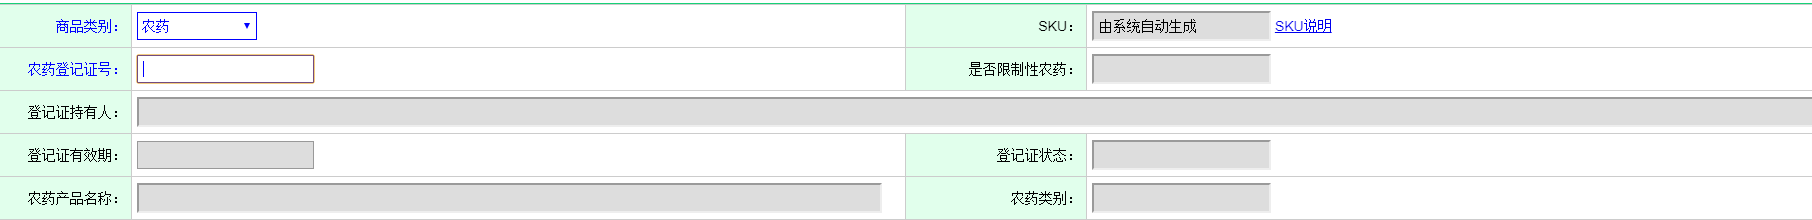 商品类别： 农药 SKU： 由系统自动生成 SKU说明
农药登记证号： 是否限制性农药：
登记证持有人：
登记证有效期： 登记证状态：
农药产品名称： 农药类别：